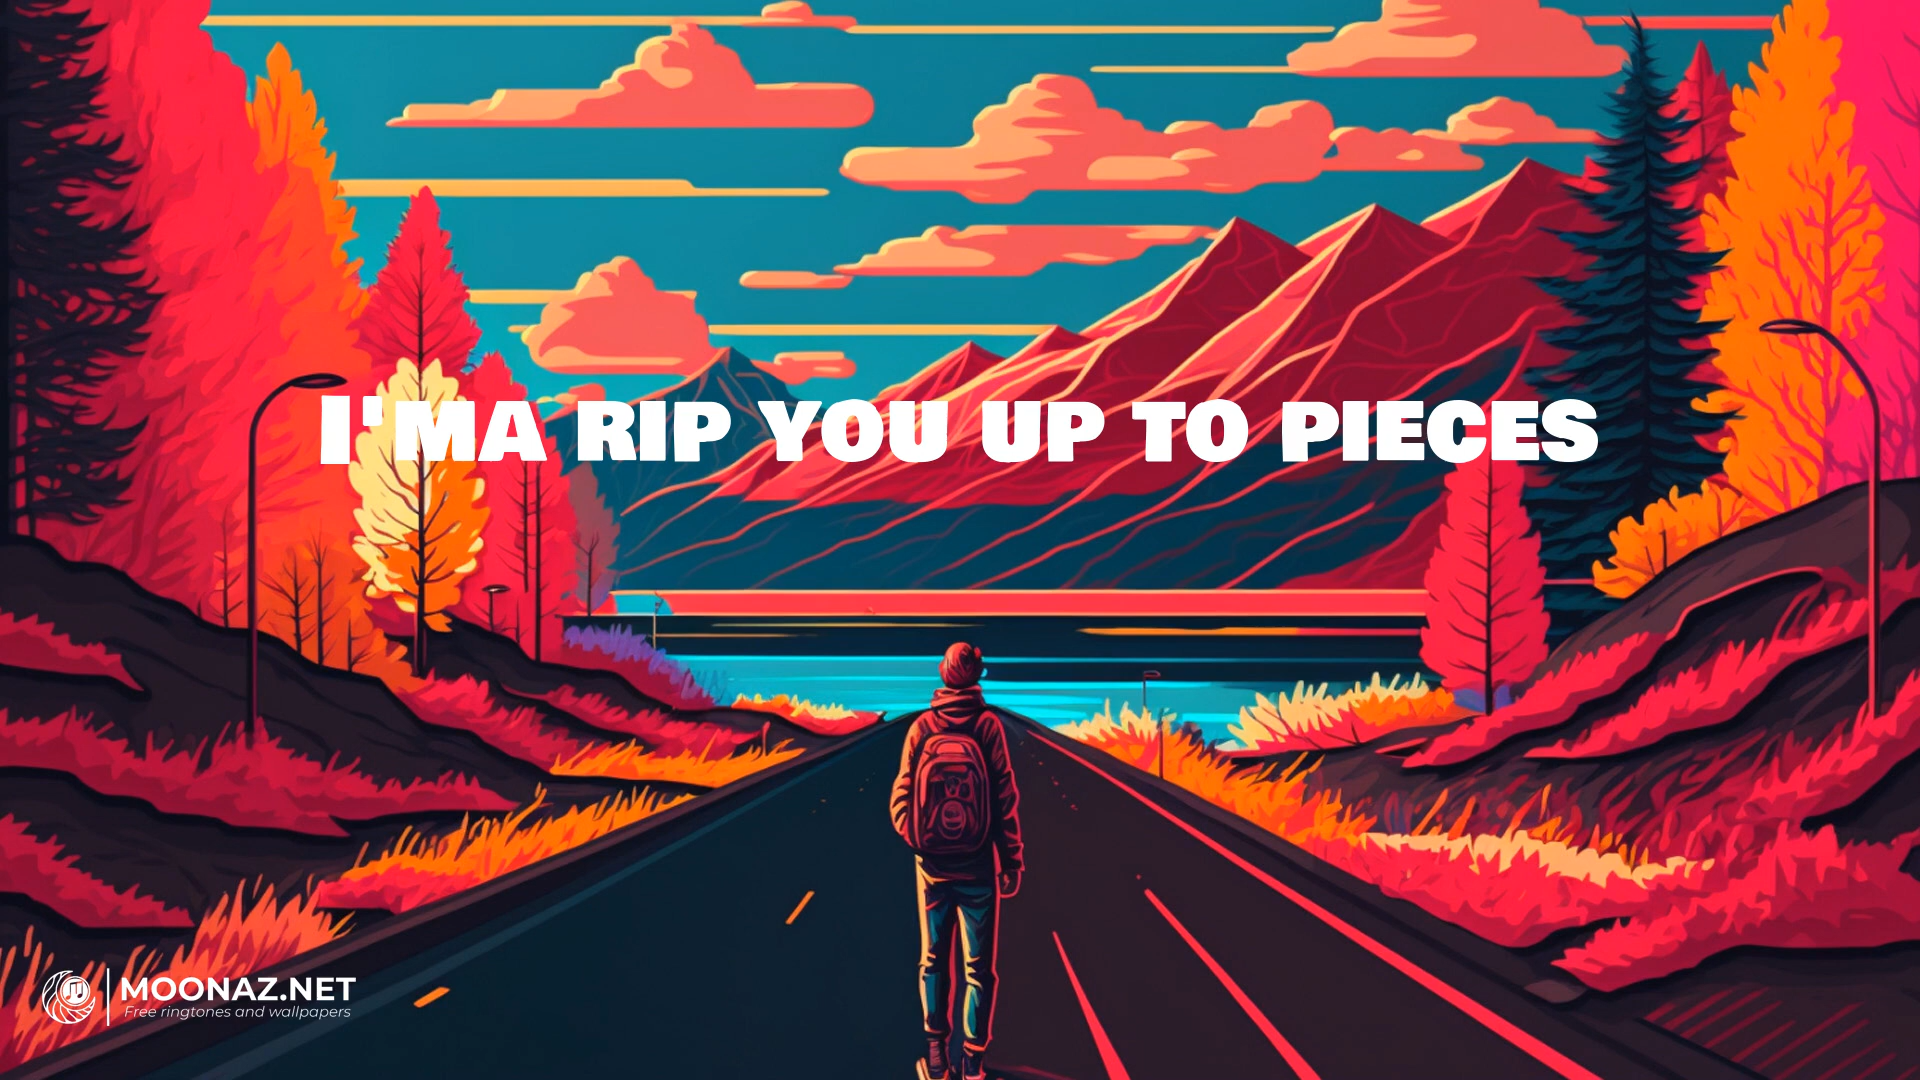 I'MA RIP YOU UP TO PIECES
MOONAZ.NET
Free ringtones and wallpapers